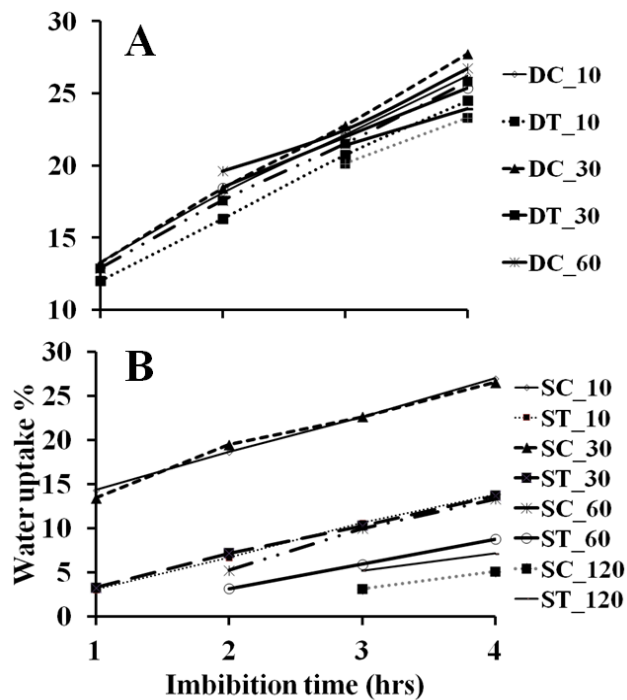 A
30
25
20
15
10
DC_10
DT_10
DC_30
DT_30
DC_60
B
Water uptake %
30
25
20
15
10
5
0
1 2 3 4
Imbibition time (hrs)
SC_10
ST_10
SC_30
ST_30
SC_60
ST_60
SC_120
ST_120